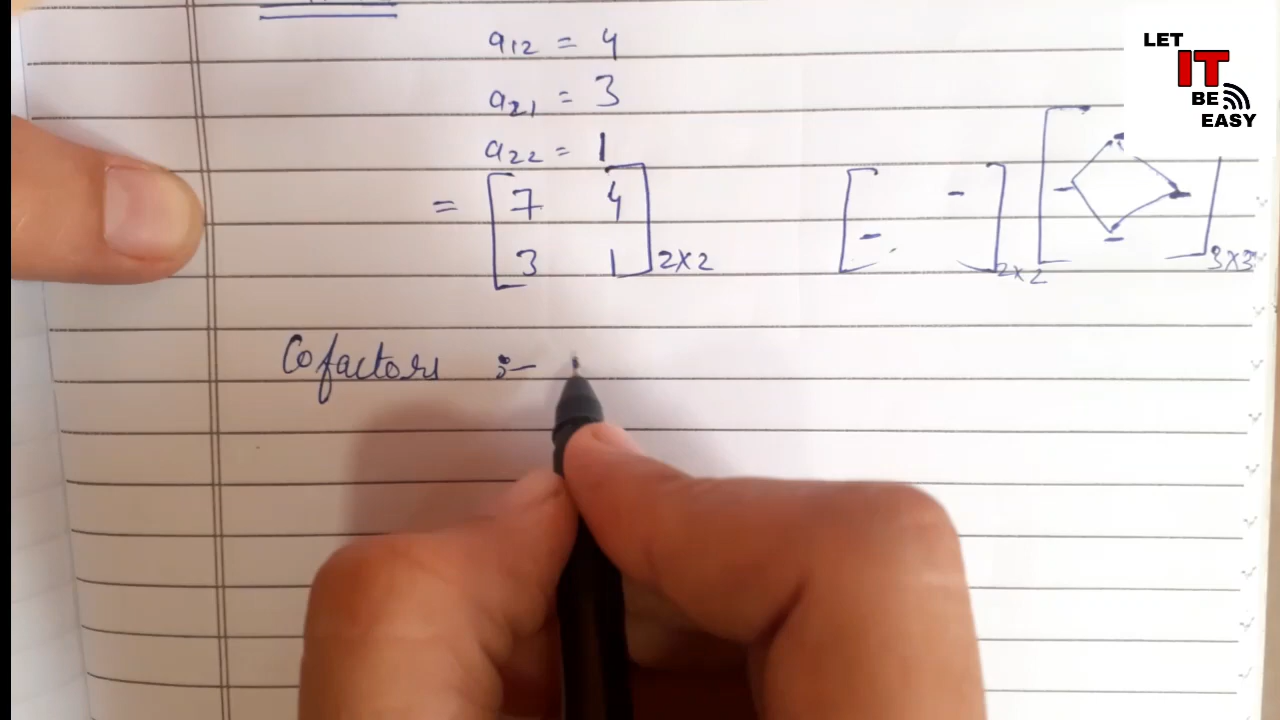 a12 = 4
a21 = 3
a22 = 1
= [7 4
3 1] 2x2
[ -
- ] 2x2
[ -
- -
- ] 3x3
Cofactors :-
LET
IT
BE
EASY